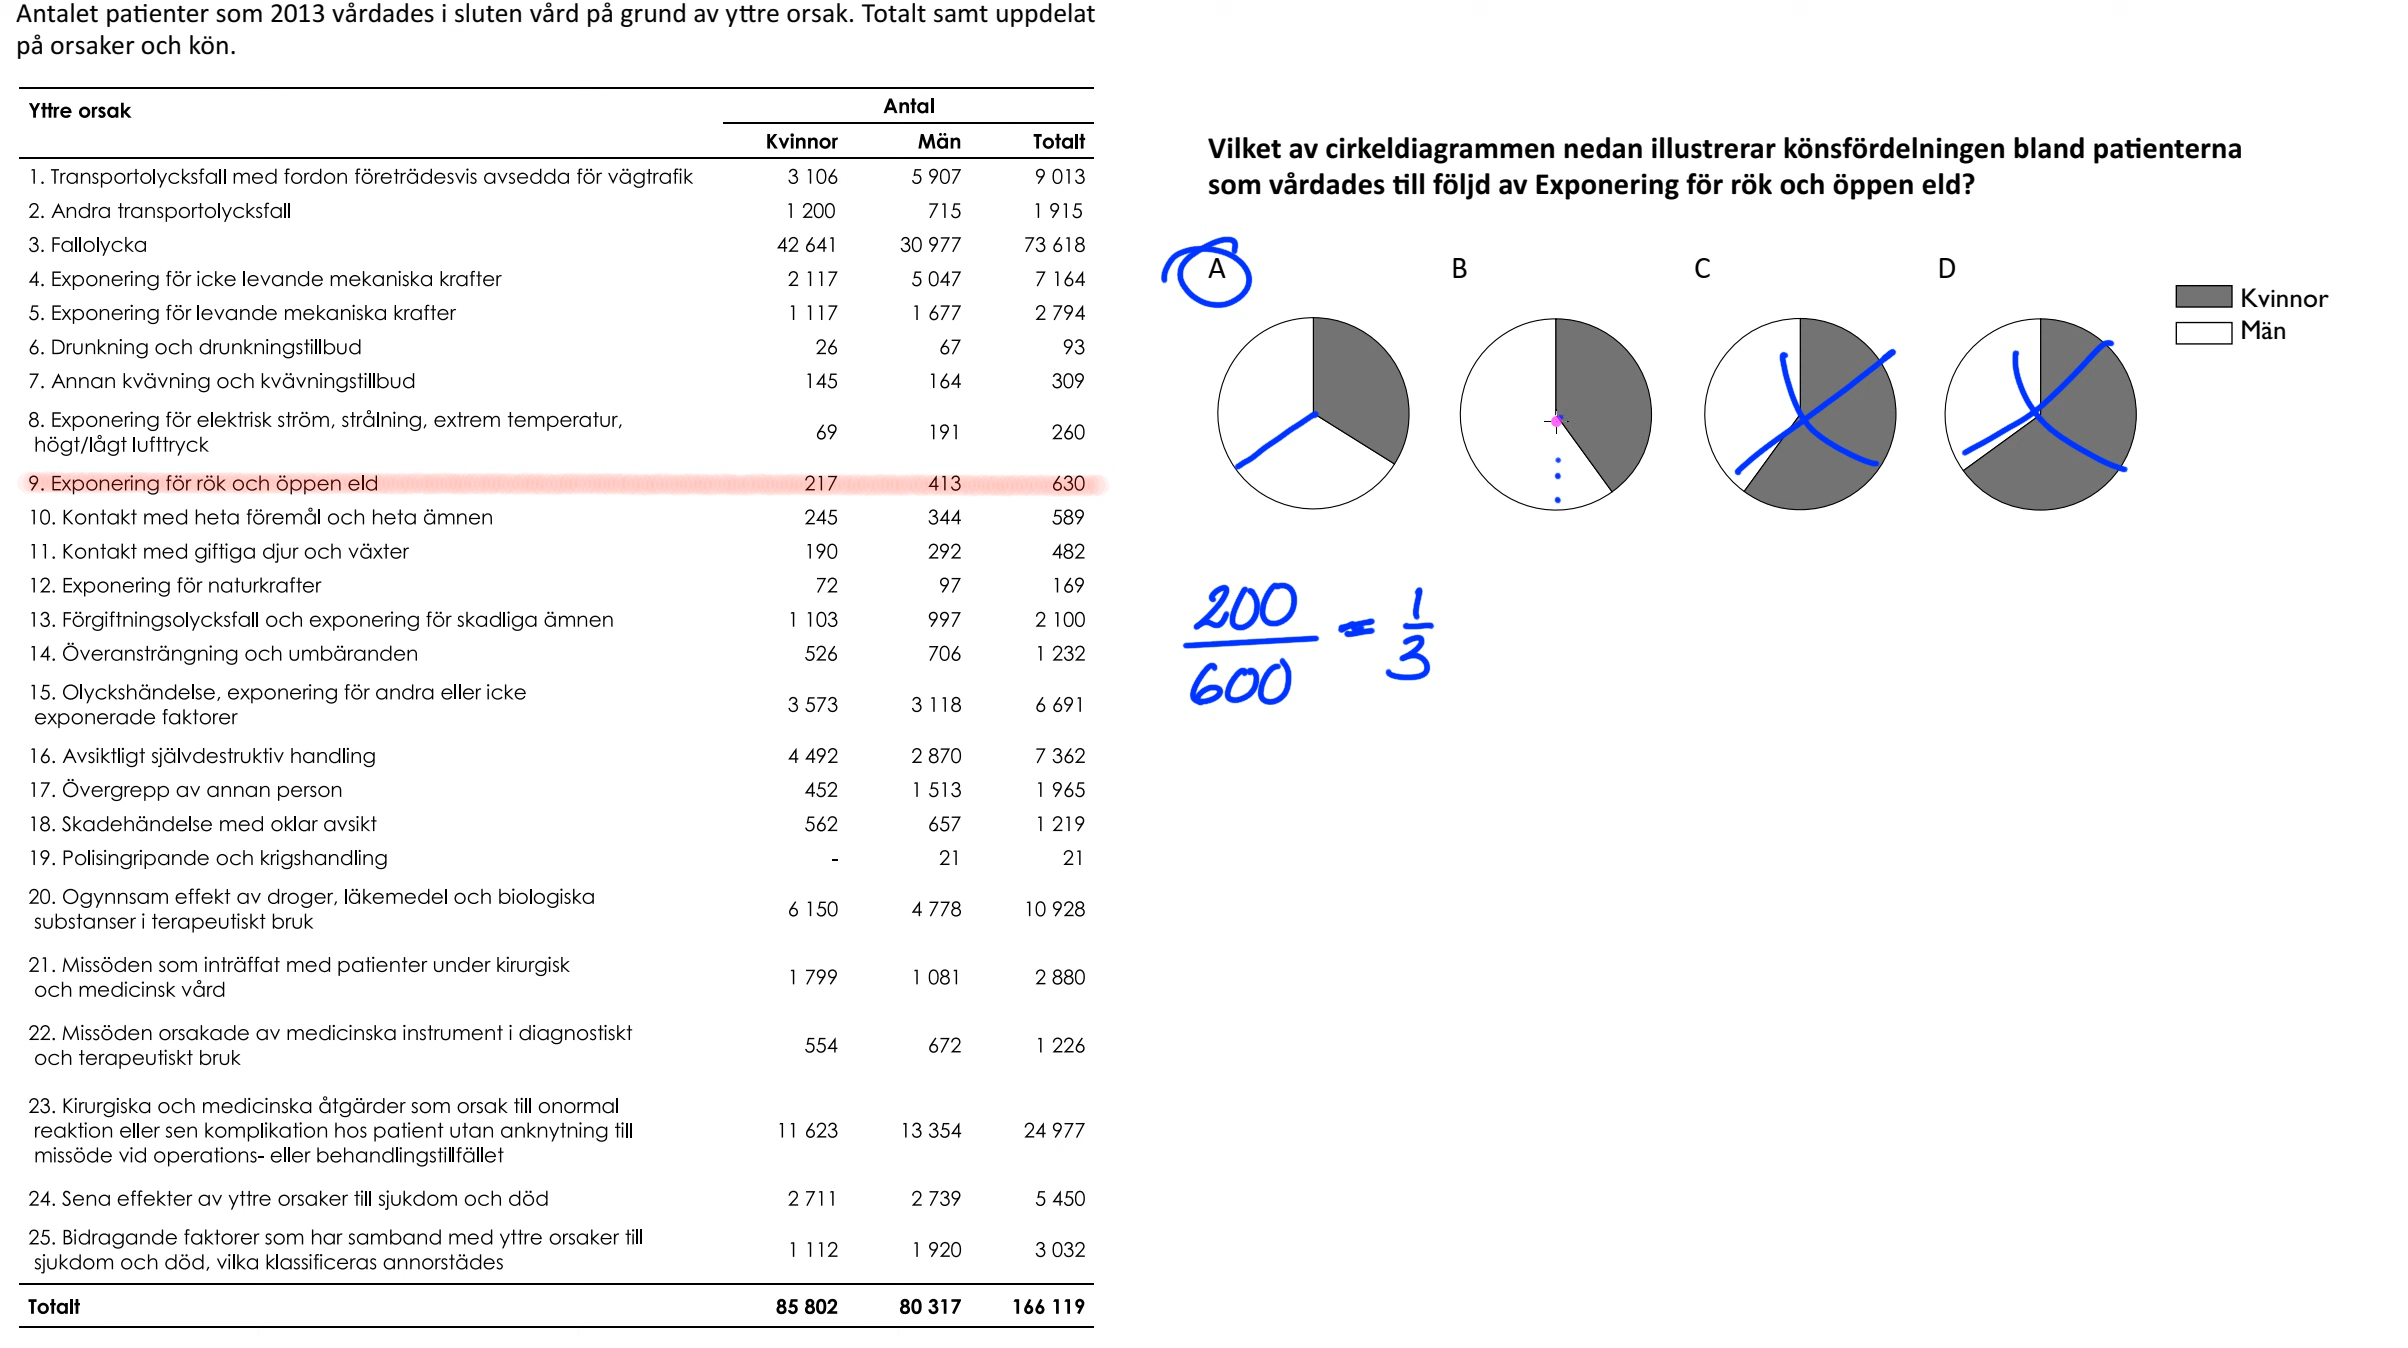 Antalet patienter som 2013 vårdades i sluten vård på grund av yttre orsak. Totalt samt uppdelat
på orsaker och kön.
Yttre orsak Antal
Kvinnor Män Totalt
1. Transportolycksfall med fordon företrädesvis avsedda för vägtrafik 3 106 5 907 9 013
2. Andra transportolycksfall 1 200 715 1 915
3. Fallolycka 42 641 30 977 73 618
4. Exponering för icke levande mekaniska krafter 2 117 5 047 7 164
5. Exponering för levande mekaniska krafter 1 117 1 677 2 794
6. Drunkning och drunkningstillbud 26 67 93
7. Annan kvävning och kvävningstillbud 145 164 309
8. Exponering för elektrisk ström, strålning, extrem temperatur,
högt/lågt lufttryck 69 191 260
9. Exponering för rök och öppen eld 217 413 630
10. Kontakt med heta föremål och heta ämnen 245 344 589
11. Kontakt med giftiga djur och växter 190 292 482
12. Exponering för naturkrafter 72 97 169
13. Förgiftningsolycksfall och exponering för skadliga ämnen 1 103 997 2 100
14. Överansträngning och umbäranden 526 706 1 232
15. Olyckshändelse, exponering för andra eller icke
exponerade faktorer 3 573 3 118 6 691
16. Avsiktligt självdestruktiv handling 4 492 2 870 7 362
17. Övergrepp av annan person 452 1 513 1 965
18. Skadehändelse med oklar avsikt 562 657 1 219
19. Polisingripande och krigshandling - 21 21
20. Ogynnsam effekt av droger, läkemedel och biologiska
substanser i terapeutiskt bruk 6 150 4 778 10 928
21. Missöden som inträffat med patienter under kirurgisk
och medicinsk vård 1 799 1 081 2 880
22. Missöden orsakade av medicinska instrument i diagnostiskt
och terapeutiskt bruk 554 672 1 226
23. Kirurgiska och medicinska åtgärder som orsak till onormal
reaktion eller sen komplikation hos patient utan anknytning till
missöde vid operations- eller behandlingstillfället 11 623 13 354 24 977
24. Sena effekter av yttre orsaker till sjukdom och död 2 711 2 739 5 450
25. Bidragande faktorer som har samband med yttre orsaker till
sjukdom och död, vilka klassificeras annorstädes 1 112 1 920 3 032
Totalt 85 802 80 317 166 119
Vilket av cirkeldiagrammen nedan illustrerar könsfördelningen bland patienterna
som vårdades till följd av Exponering för rök och öppen eld?
A B C D
Kvinnor
Män
200
600
=
1
3